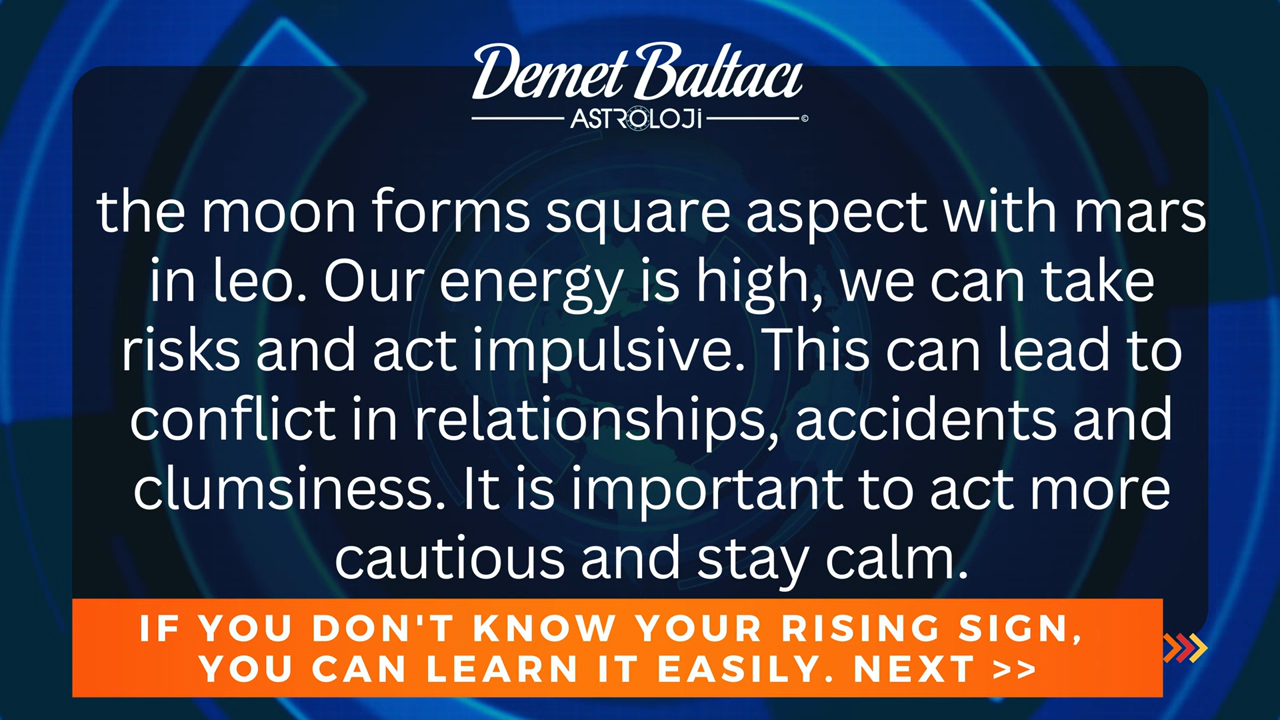 Demet Baltacı
ASTROLOJi ©
the moon forms square aspect with mars
in leo. Our energy is high, we can take
risks and act impulsive. This can lead to
conflict in relationships, accidents and
clumsiness. It is important to act more
cautious and stay calm.
IF YOU DON'T KNOW YOUR RISING SIGN,
YOU CAN LEARN IT EASILY. NEXT >>